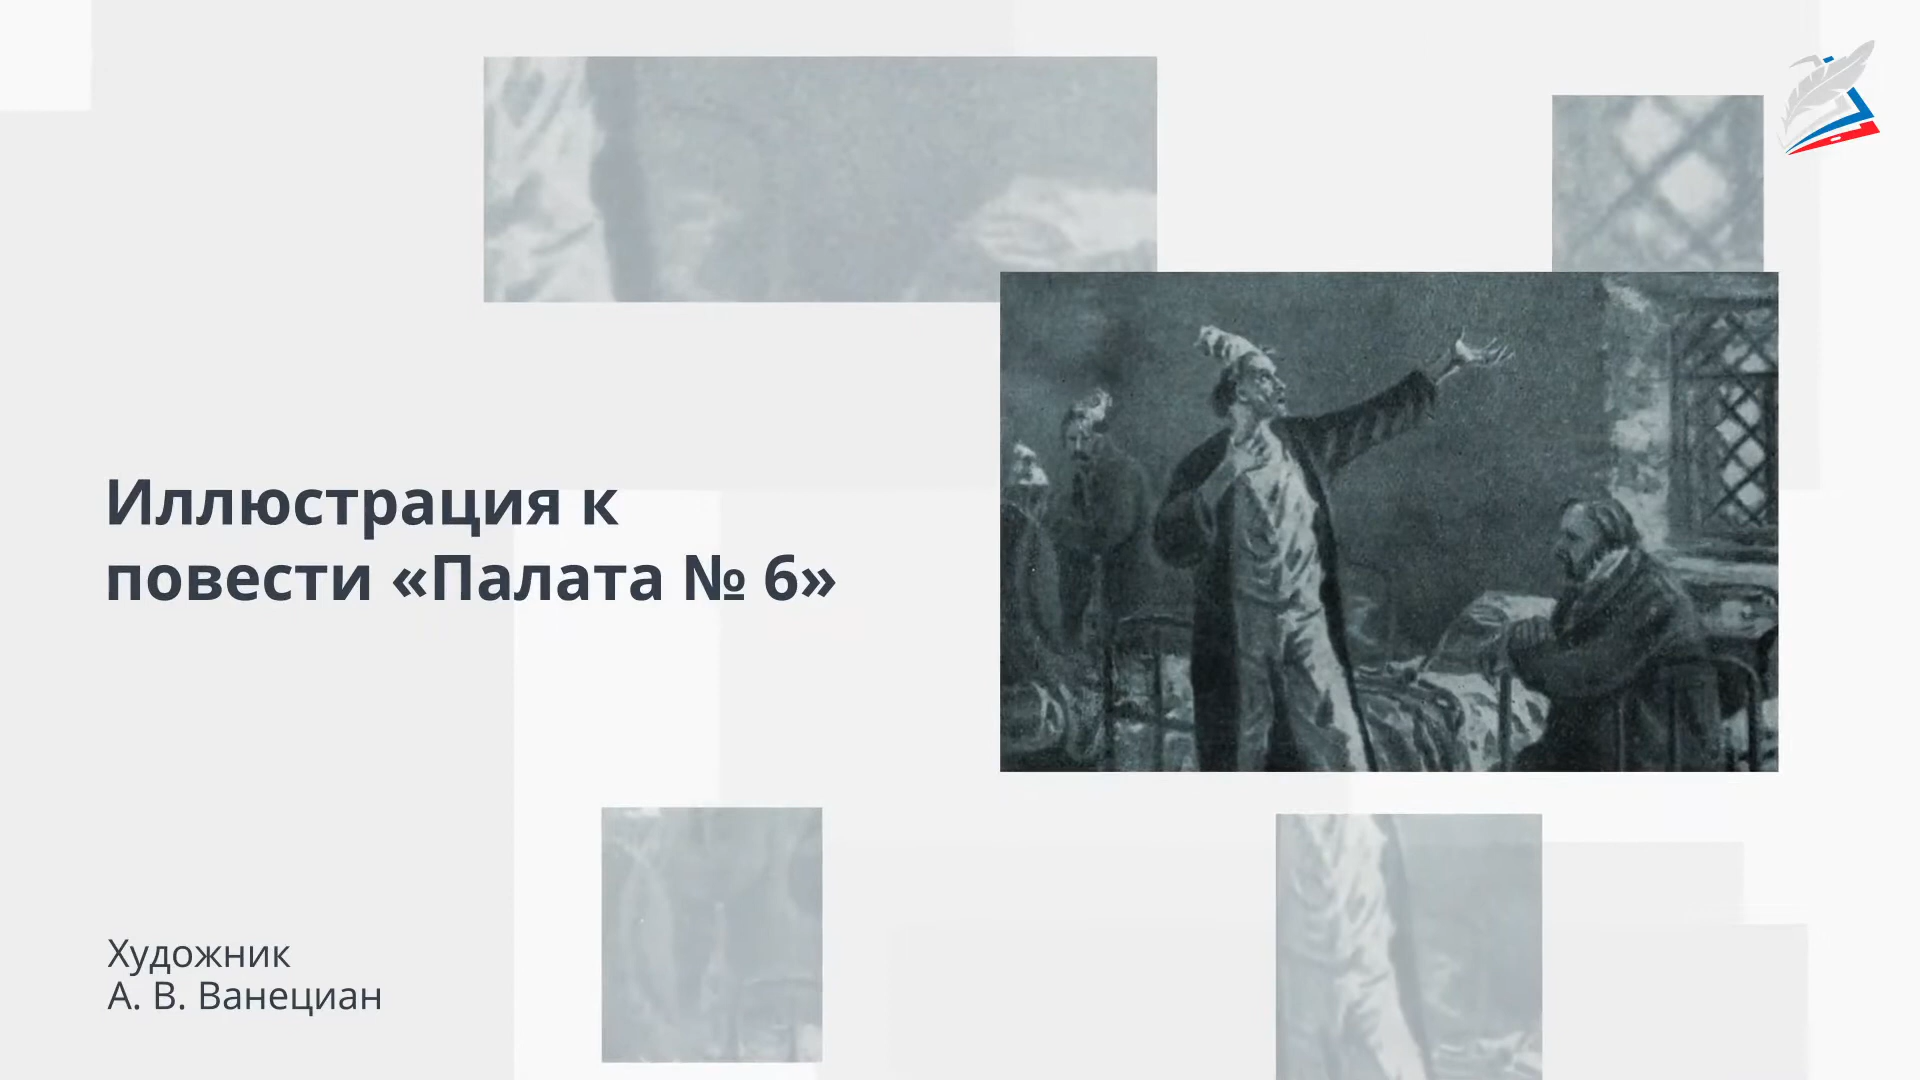 Иллюстрация к
повести «Палата № 6»
Художник
А. В. Ванециан